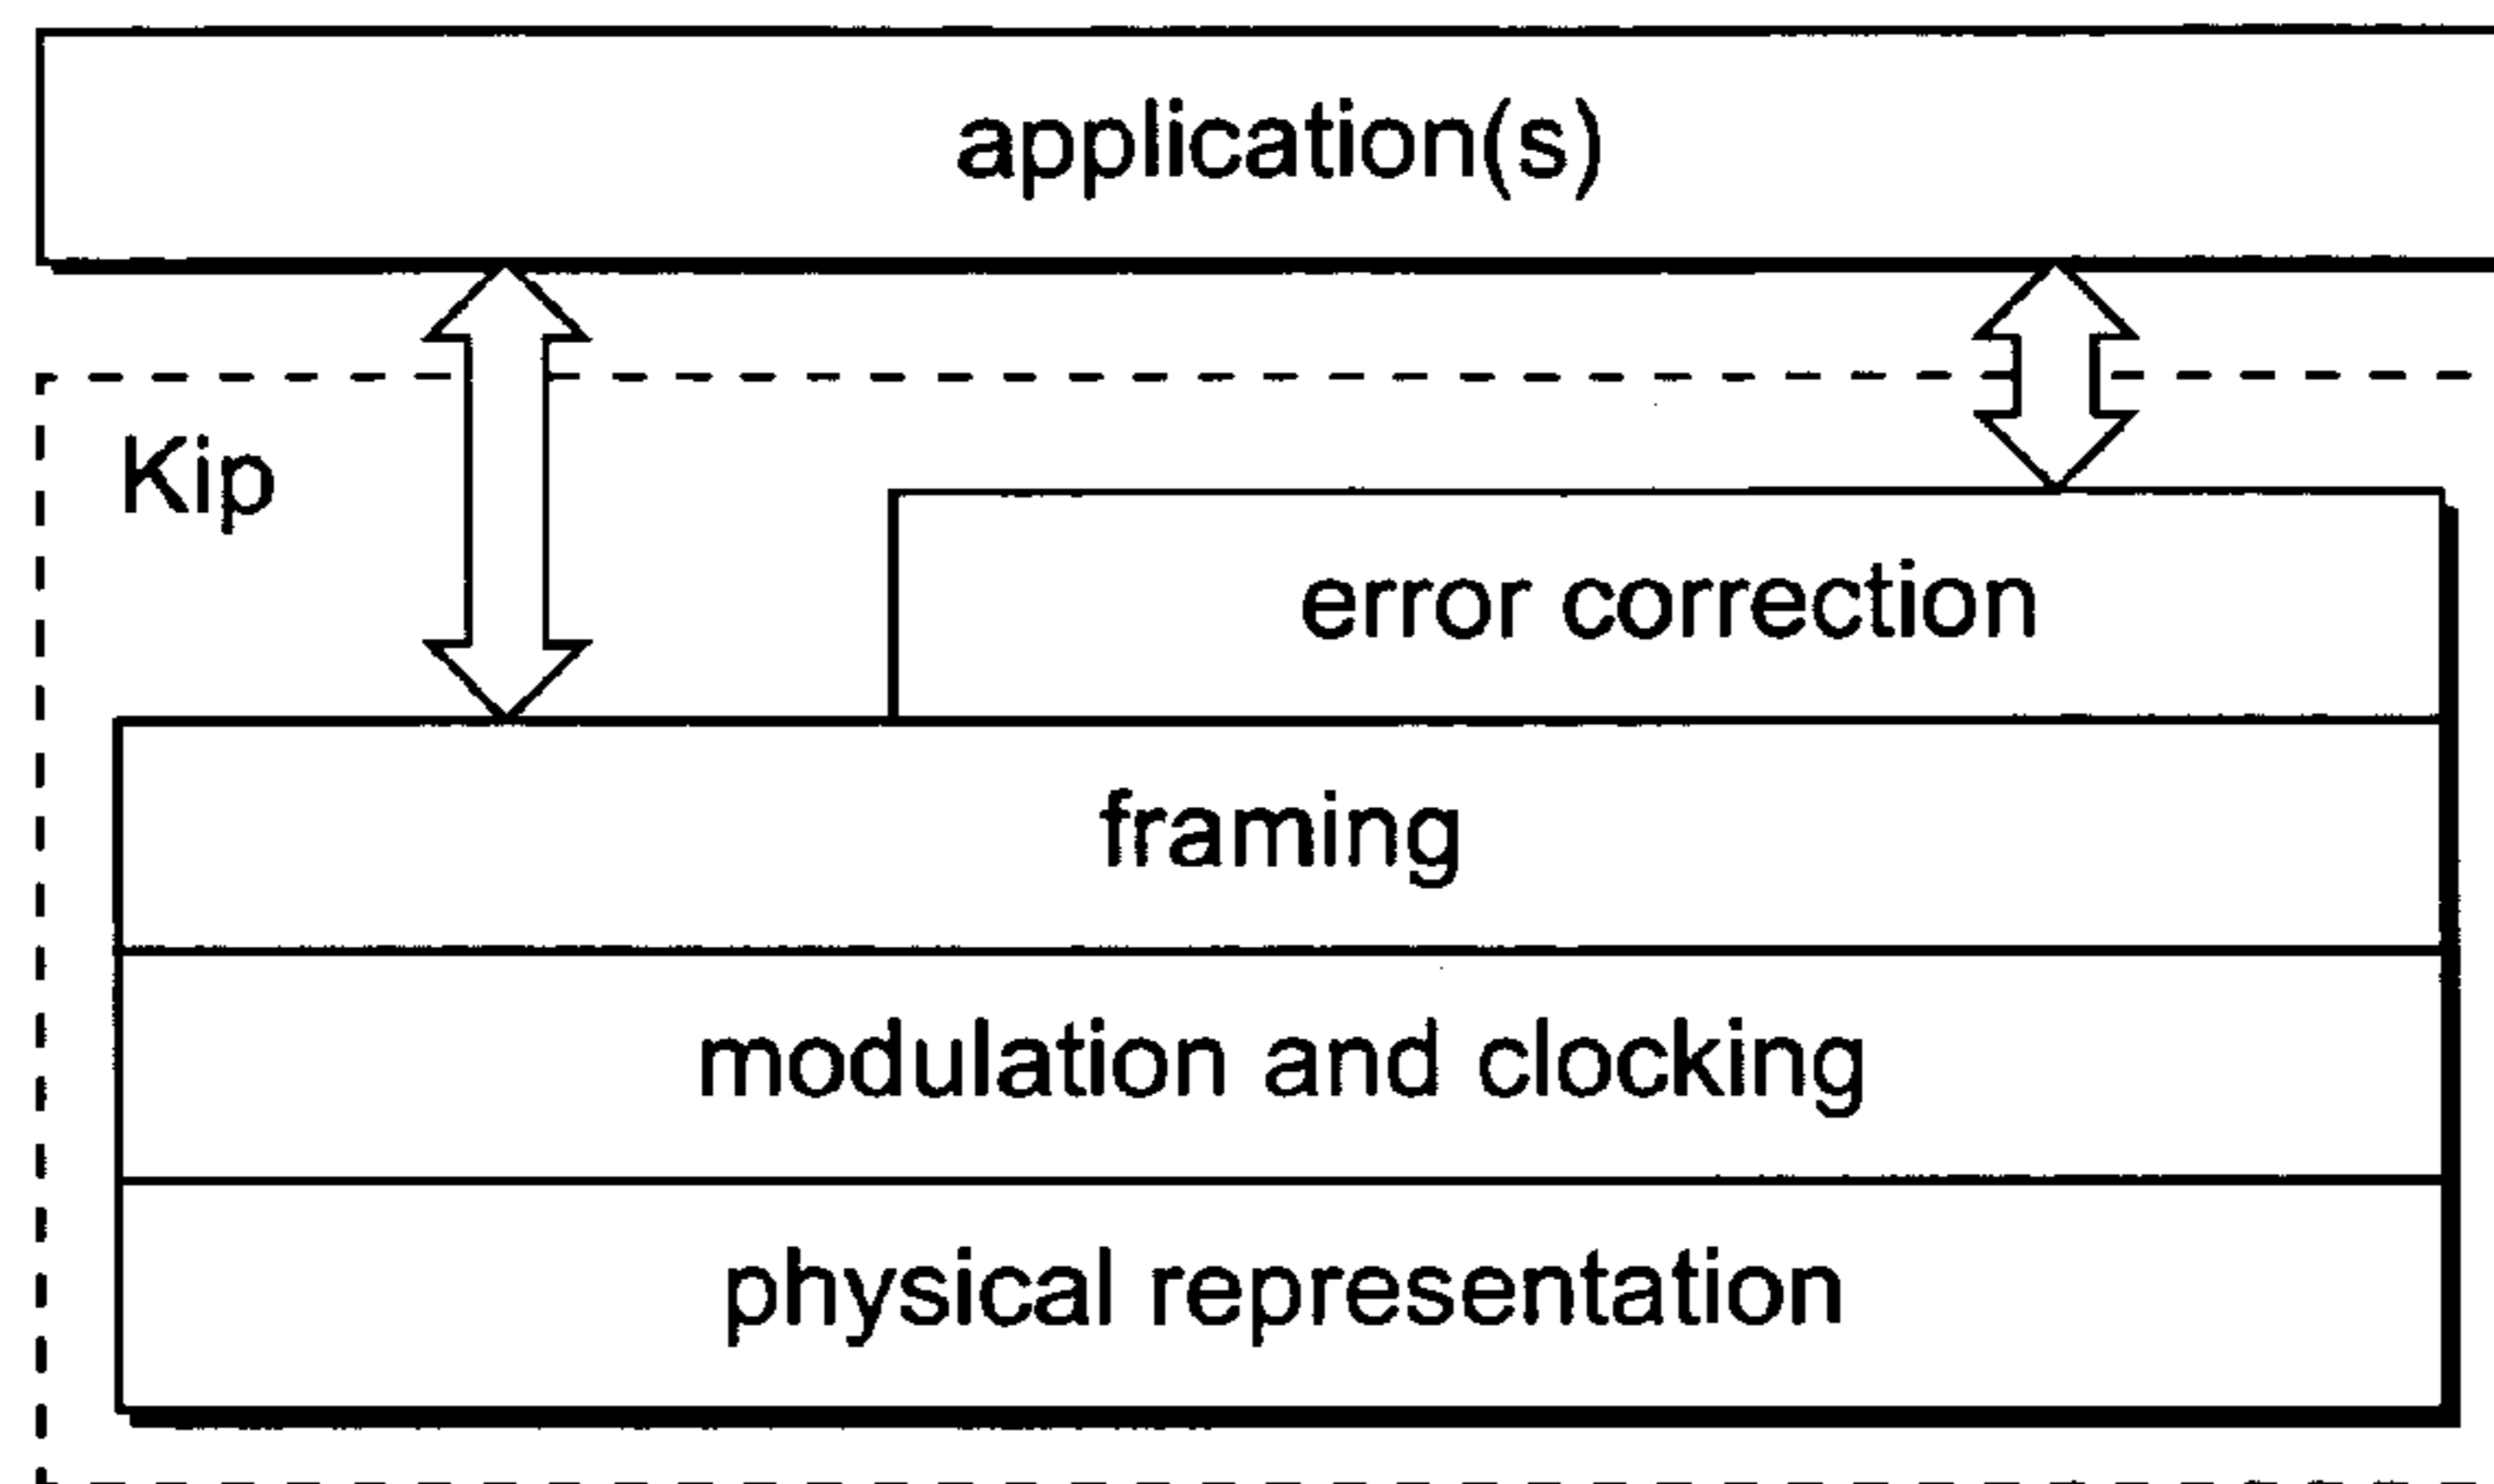 application(s)
Kip
error correction
framing
modulation and clocking
physical representation